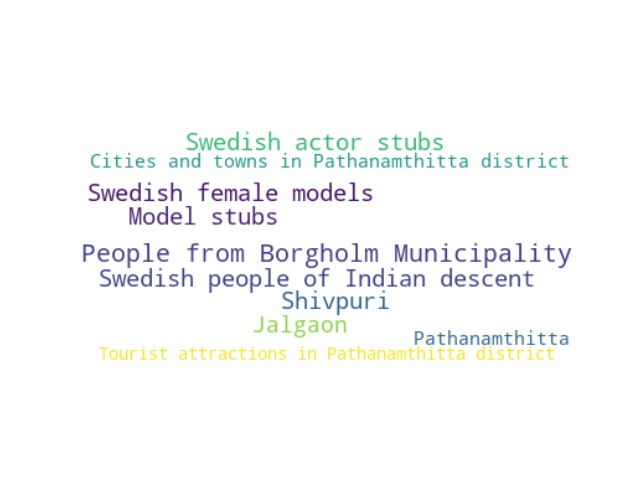 Swedish actor stubs
Cities and towns in Pathanamthitta district
Swedish female models
Model stubs
People from Borgholm Municipality
Swedish people of Indian descent
Shivpuri
Jalgaon
Pathanamthitta
Tourist attractions in Pathanamthitta district